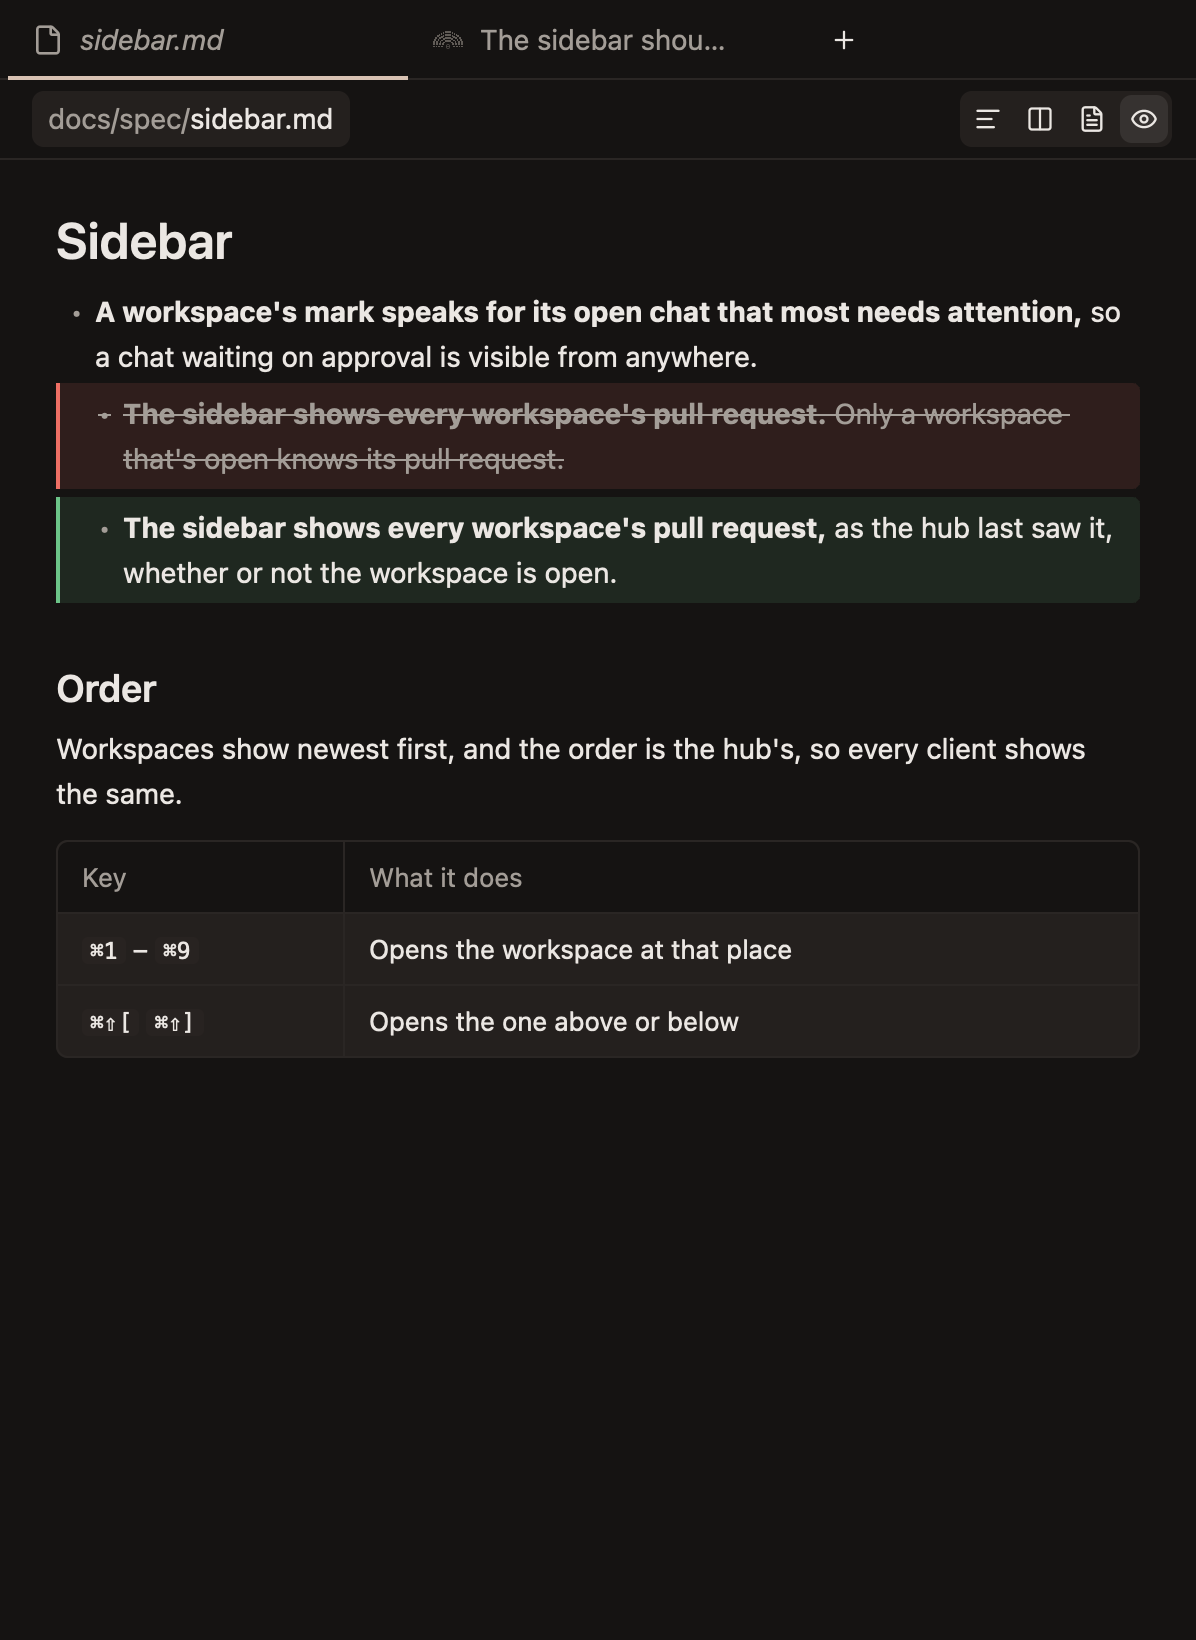 sidebar.md
The sidebar shou...
docs/spec/sidebar.md
Sidebar
• A workspace's mark speaks for its open chat that most needs attention, so
a chat waiting on approval is visible from anywhere.
• The sidebar shows every workspace's pull request. Only a workspace
that's open knows its pull request.
• The sidebar shows every workspace's pull request, as the hub last saw it,
whether or not the workspace is open.
Order
Workspaces show newest first, and the order is the hub's, so every client shows
the same.
Key What it does
⌘1 – ⌘9 Opens the workspace at that place
⌘⇧[ ⌘⇧] Opens the one above or below